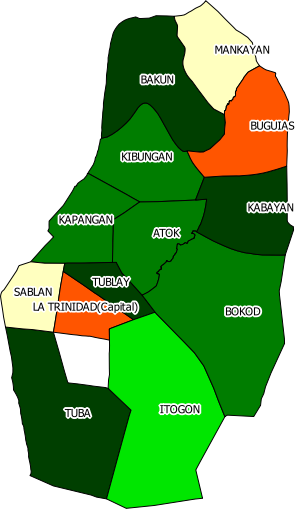 MANKAYAN
BAKUN
BUGUIAS
KIBUNGAN
KABAYAN
KAPANGAN
ATOK
TUBLAY
SABLAN
LA TRINIDAD(Capital)
BOKOD
TUBA
ITOGON